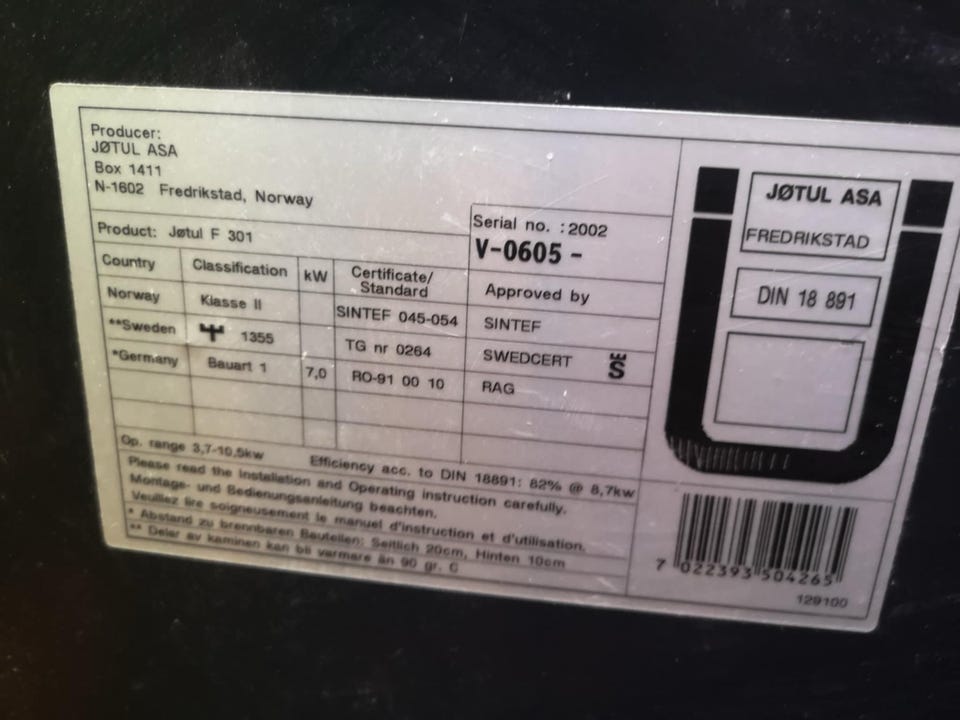 Producer:
JØTUL ASA
Box 1411
N-1602 Fredrikstad, Norway
Product: Jøtul F 301
Serial no. : 2002
V-0605 -
Country Classification kW Certificate/ Standard Approved by
Norway Klasse II SINTEF 045-054 SINTEF
**Sweden 1355 TG nr 0264 SWEDCERT S
*Germany Bauart 1 7,0 RO-91 00 10 RAG
Op. range 3,7-10,5kw Efficiency acc. to DIN 18891: 82% @ 8,7kw
Please read the installation and Operating instruction carefully.
Montage- und Bedienungsanleitung beachten.
Veuillez lire soigneusement le manuel d'instruction et d'utilisation.
* Abstand zu brennbaren Bauteilen: Seitlich 20cm, Hinten 10cm
** Delar av kaminen kan bli varmare än 90 gr. C
JØTUL ASA
FREDRIKSTAD
DIN 18 891
7 022393 504265
129100